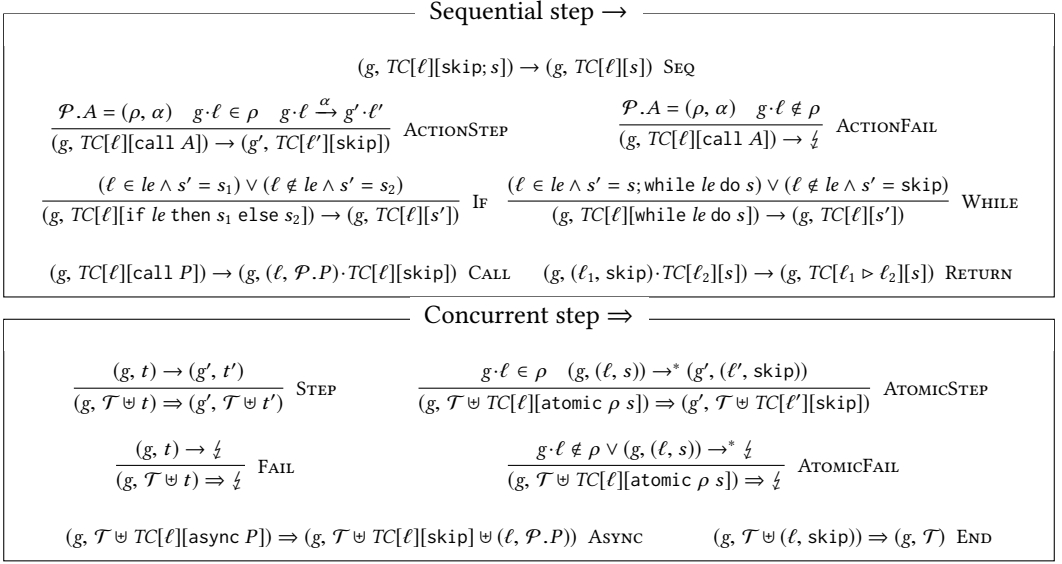 Sequential step →
(g, TC[ℓ][skip; s]) → (g, TC[ℓ][s]) SEQ
𝒫.A = (ρ, α) g·ℓ ∈ ρ g·ℓ –α→ g′·ℓ′
(g, TC[ℓ][call A]) → (g′, TC[ℓ′][skip]) ACTIONSTEP
𝒫.A = (ρ, α) g·ℓ ∉ ρ
(g, TC[ℓ][call A]) → ↯ ACTIONFAIL
(ℓ ∈ le ∧ s′ = s₁) ∨ (ℓ ∉ le ∧ s′ = s₂)
(g, TC[ℓ][if le then s₁ else s₂]) → (g, TC[ℓ][s′]) IF
(ℓ ∈ le ∧ s′ = s; while le do s) ∨ (ℓ ∉ le ∧ s′ = skip)
(g, TC[ℓ][while le do s]) → (g, TC[ℓ][s′]) WHILE
(g, TC[ℓ][call P]) → (g, (ℓ, 𝒫.P)·TC[ℓ][skip]) CALL
(g, (ℓ₁, skip)·TC[ℓ₂][s]) → (g, TC[ℓ₁ ▹ ℓ₂][s]) RETURN
Concurrent step ⇒
(g, t) → (g′, t′)
(g, 𝒯 ⊎ t) ⇒ (g′, 𝒯 ⊎ t′) STEP
g·ℓ ∈ ρ (g, (ℓ, s)) →* (g′, (ℓ′, skip))
(g, 𝒯 ⊎ TC[ℓ][atomic ρ s]) ⇒ (g′, 𝒯 ⊎ TC[ℓ′][skip]) ATOMICSTEP
(g, t) → ↯
(g, 𝒯 ⊎ t) ⇒ ↯ FAIL
g·ℓ ∉ ρ ∨ (g, (ℓ, s)) →* ↯
(g, 𝒯 ⊎ TC[ℓ][atomic ρ s]) ⇒ ↯ ATOMICFAIL
(g, 𝒯 ⊎ TC[ℓ][async P]) ⇒ (g, 𝒯 ⊎ TC[ℓ][skip] ⊎ (ℓ, 𝒫.P)) ASYNC
(g, 𝒯 ⊎ (ℓ, skip)) ⇒ (g, 𝒯) END